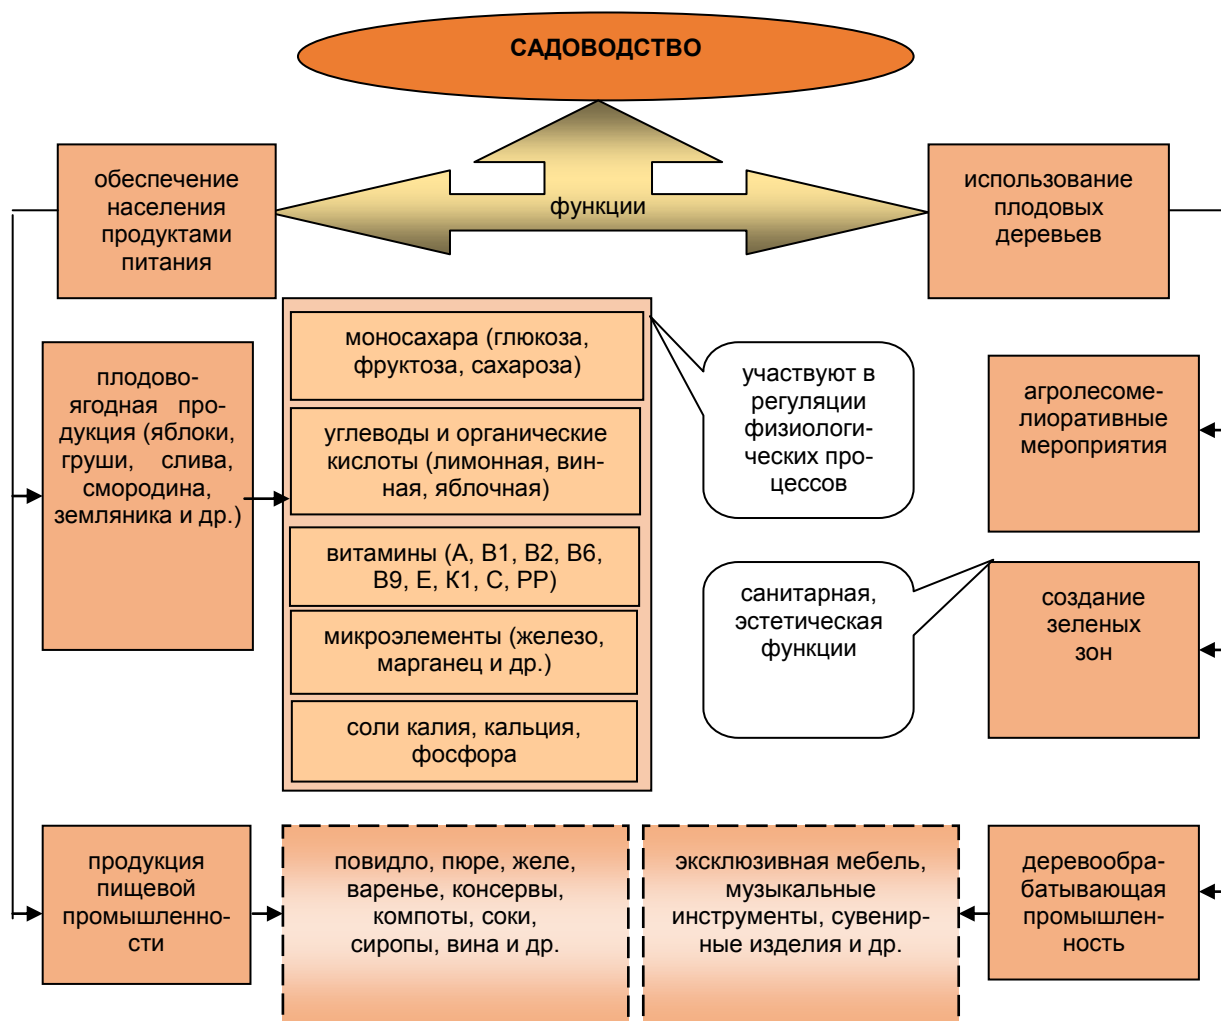 САДОВОДСТВО
обеспечение
населения
продуктами
питания
функции
использование
плодовых
деревьев
плодово-
ягодная про-
дукция (яблоки,
груши, слива,
смородина,
земляника и др.)
моносахара (глюкоза,
фруктоза, сахароза)
углеводы и органические
кислоты (лимонная, вин-
ная, яблочная)
витамины (А, В1, В2, В6,
В9, Е, К1, С, РР)
микроэлементы (железо,
марганец и др.)
соли калия, кальция,
фосфора
участвуют в
регуляции
физиологи-
ческих про-
цессов
санитарная,
эстетическая
функции
агролесоме-
лиоративные
мероприятия
создание
зеленых
зон
продукция
пищевой
промышленно-
сти
повидло, пюре, желе,
варенье, консервы,
компоты, соки,
сиропы, вина и др.
эксклюзивная мебель,
музыкальные
инструменты, сувенир-
ные изделия и др.
деревообра-
батывающая
промышлен-
ность